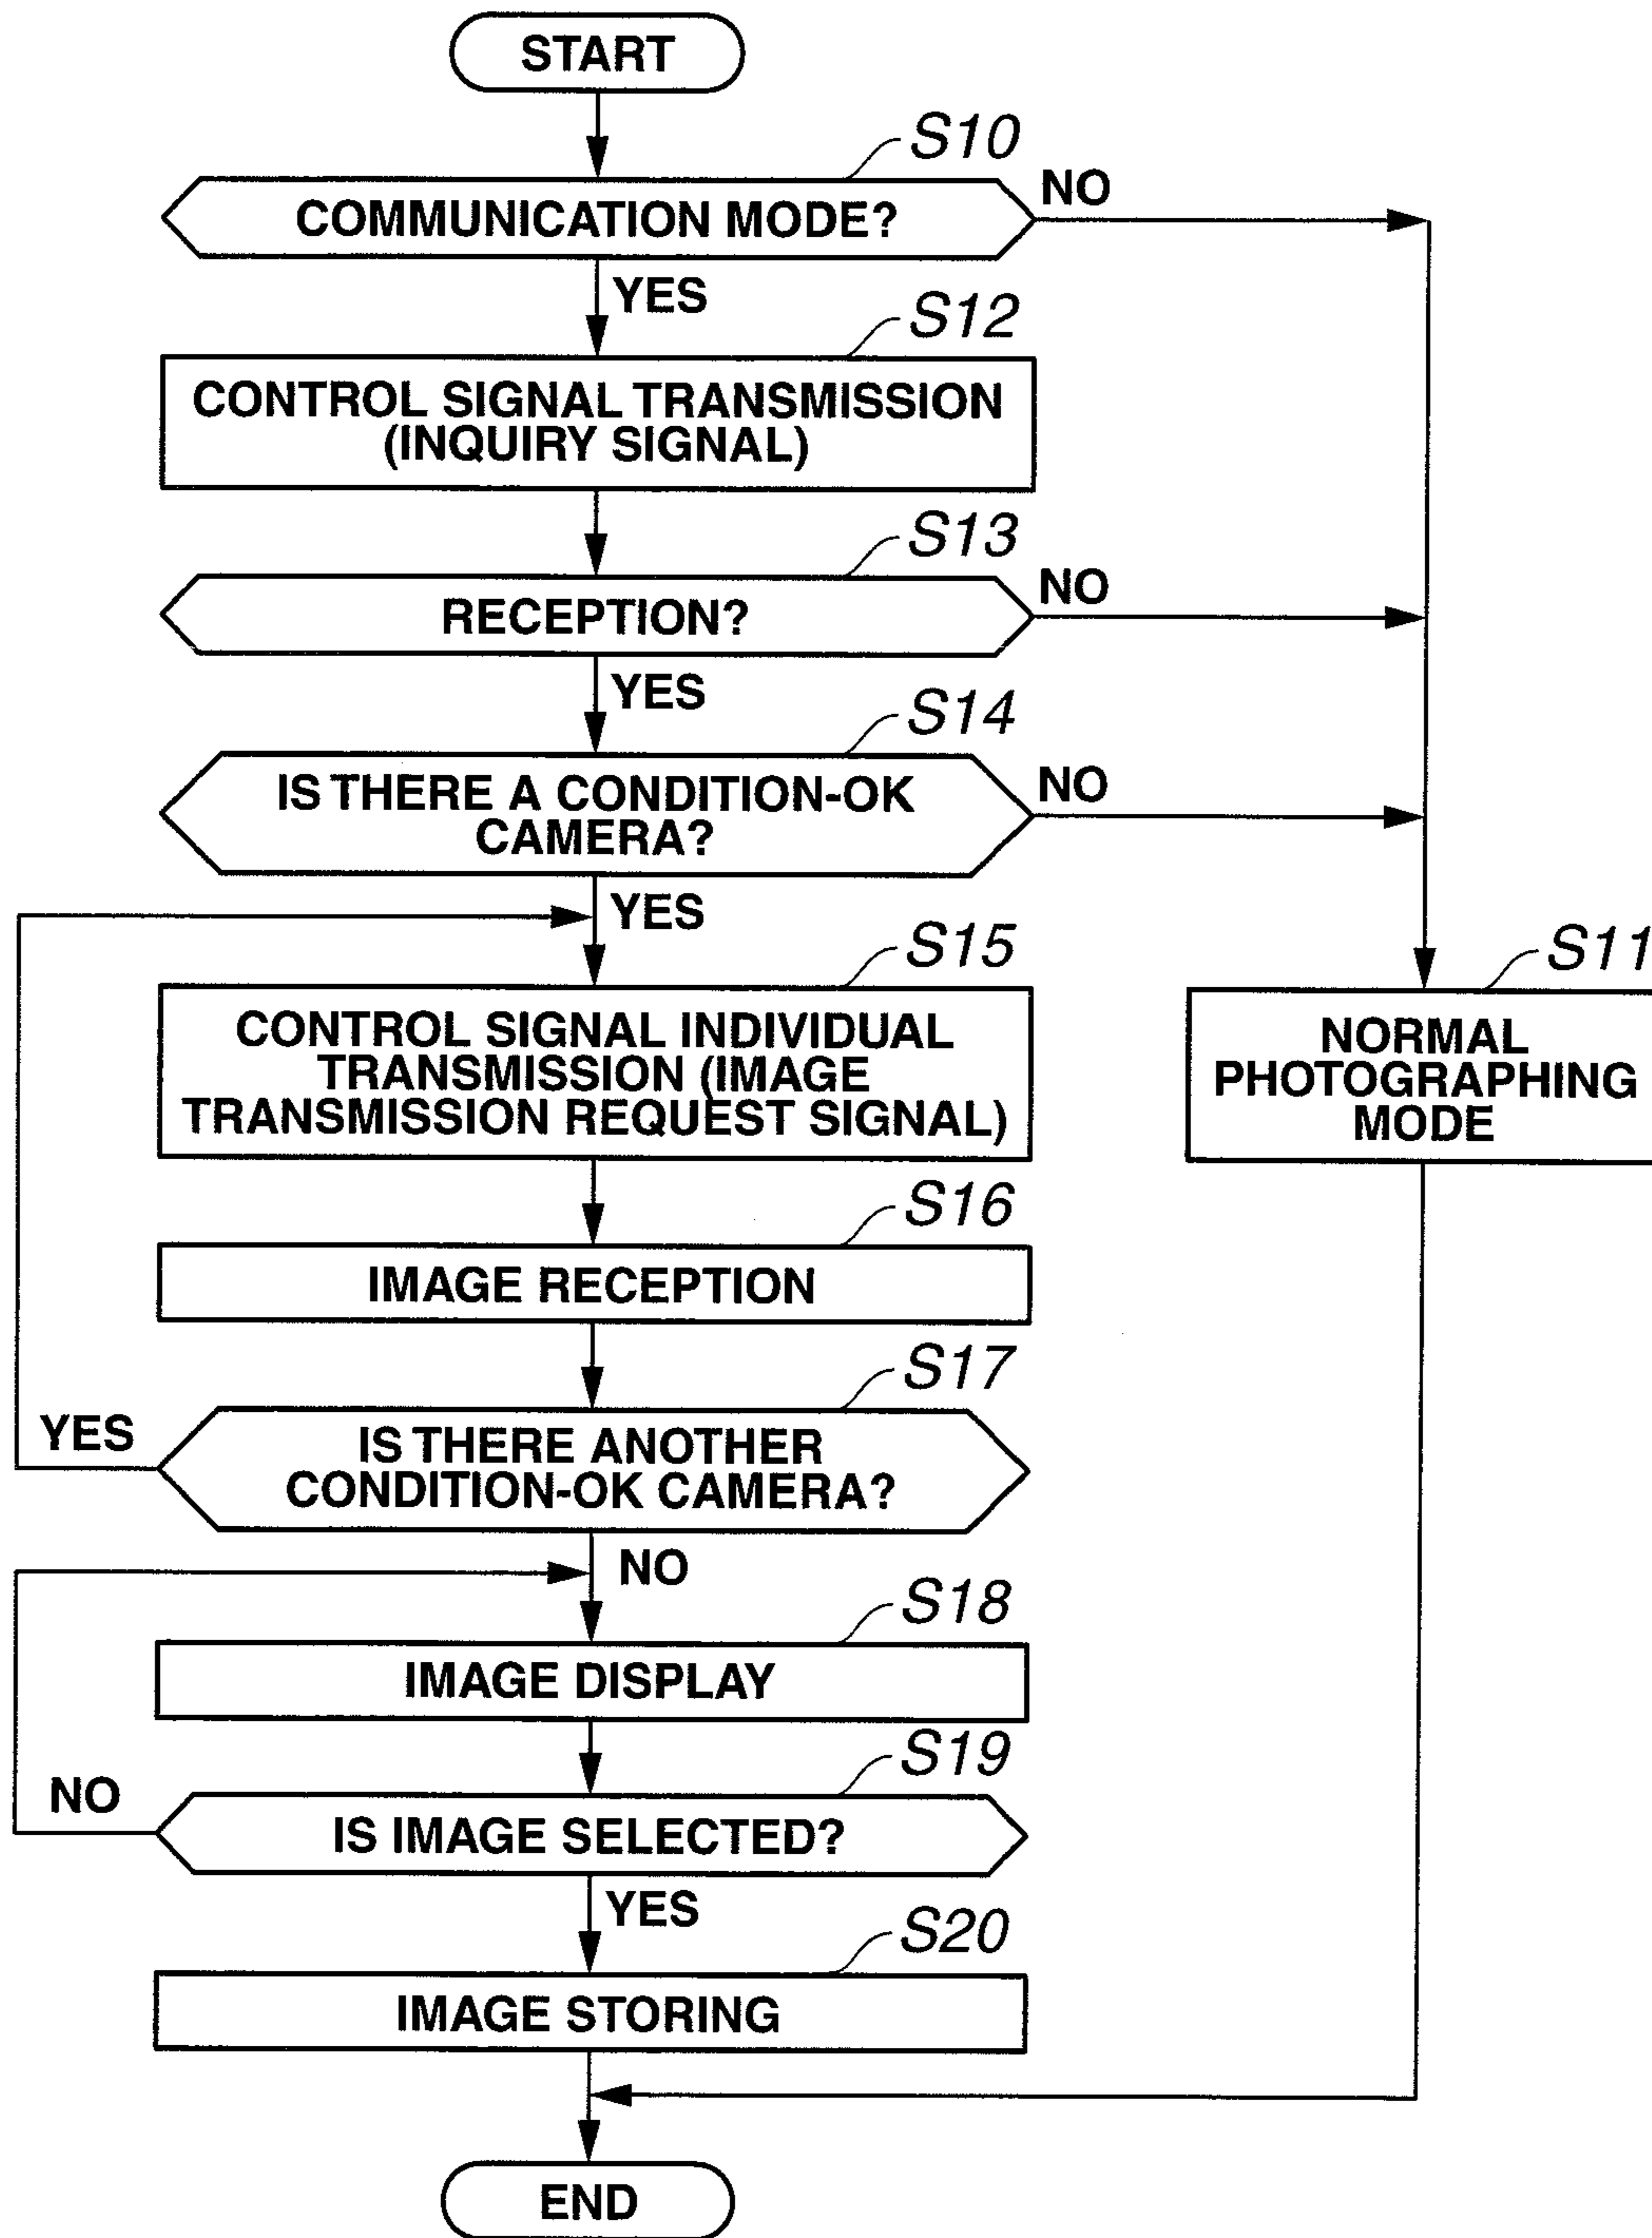 START
S10
COMMUNICATION MODE?
NO
YES
S12
CONTROL SIGNAL TRANSMISSION
(INQUIRY SIGNAL)
S13
RECEPTION?
NO
YES
S14
IS THERE A CONDITION-OK
CAMERA?
NO
YES
S15
CONTROL SIGNAL INDIVIDUAL
TRANSMISSION (IMAGE
TRANSMISSION REQUEST SIGNAL)
S11
NORMAL
PHOTOGRAPHING
MODE
S16
IMAGE RECEPTION
S17
IS THERE ANOTHER
CONDITION-OK CAMERA?
YES
NO
S18
IMAGE DISPLAY
S19
IS IMAGE SELECTED?
NO
YES
S20
IMAGE STORING
END